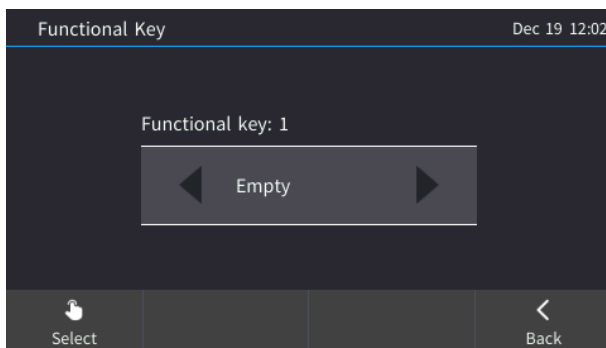 Functional Key
Dec 19 12:02
Functional key: 1
Empty
Select
Back